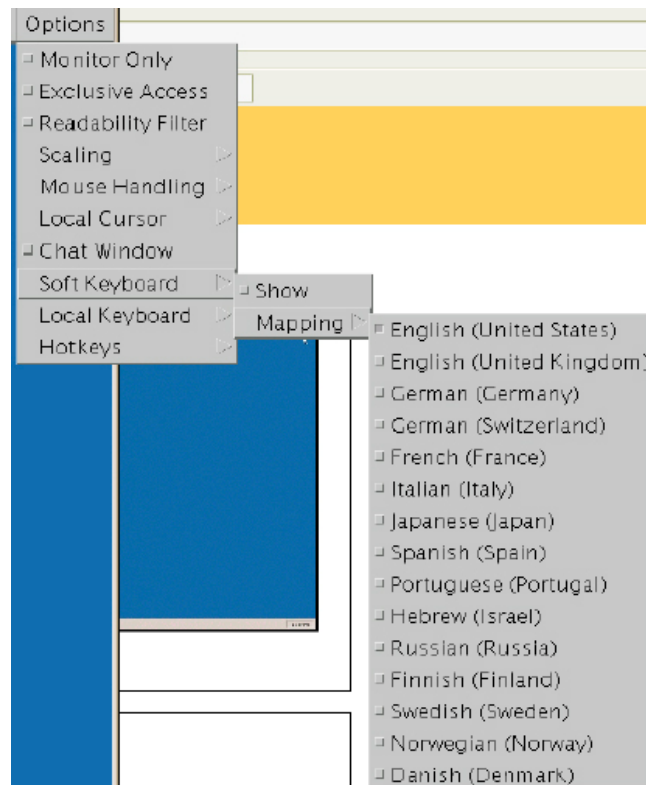 Options
Monitor Only
Exclusive Access
Readability Filter
Scaling
Mouse Handling
Local Cursor
Chat Window
Soft Keyboard
Local Keyboard
Hotkeys
Show
Mapping
English (United States)
English (United Kingdom)
German (Germany)
German (Switzerland)
French (France)
Italian (Italy)
Japanese (Japan)
Spanish (Spain)
Portuguese (Portugal)
Hebrew (Israel)
Russian (Russia)
Finnish (Finland)
Swedish (Sweden)
Norwegian (Norway)
Danish (Denmark)